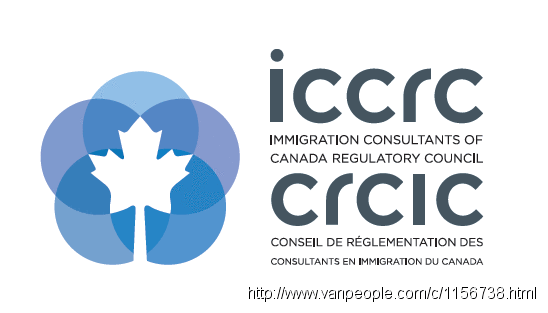 iccrc
IMMIGRATION CONSULTANTS OF
CANADA REGULATORY COUNCIL
crcic
CONSEIL DE RÉGLEMENTATION DES
CONSULTANTS EN IMMIGRATION DU CANADA
http://www.vanpeople.com/c/1156738.html